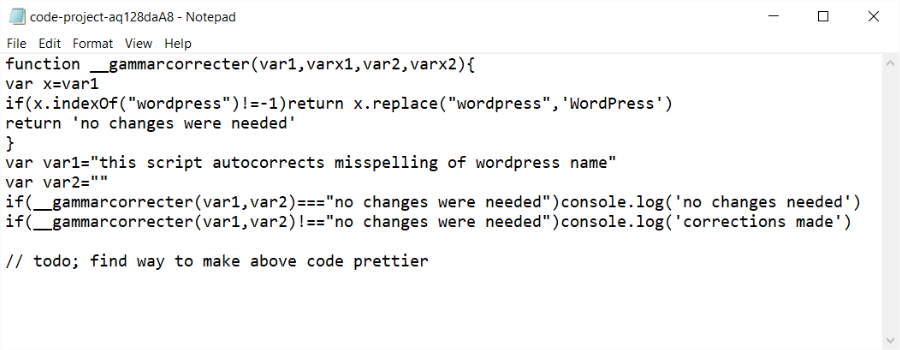 code-project-aq128daA8 - Notepad
File Edit Format View Help
function __gammarcorrecter(var1,varx1,var2,varx2){
var x=var1
if(x.indexOf("wordpress")!=-1)return x.replace("wordpress",'WordPress')
return 'no changes were needed'
}
var var1="this script autocorrects misspelling of wordpress name"
var var2=""
if(__gammarcorrecter(var1,var2)==="no changes were needed")console.log('no changes needed')
if(__gammarcorrecter(var1,var2)!=="no changes were needed")console.log('corrections made')
// todo; find way to make above code prettier